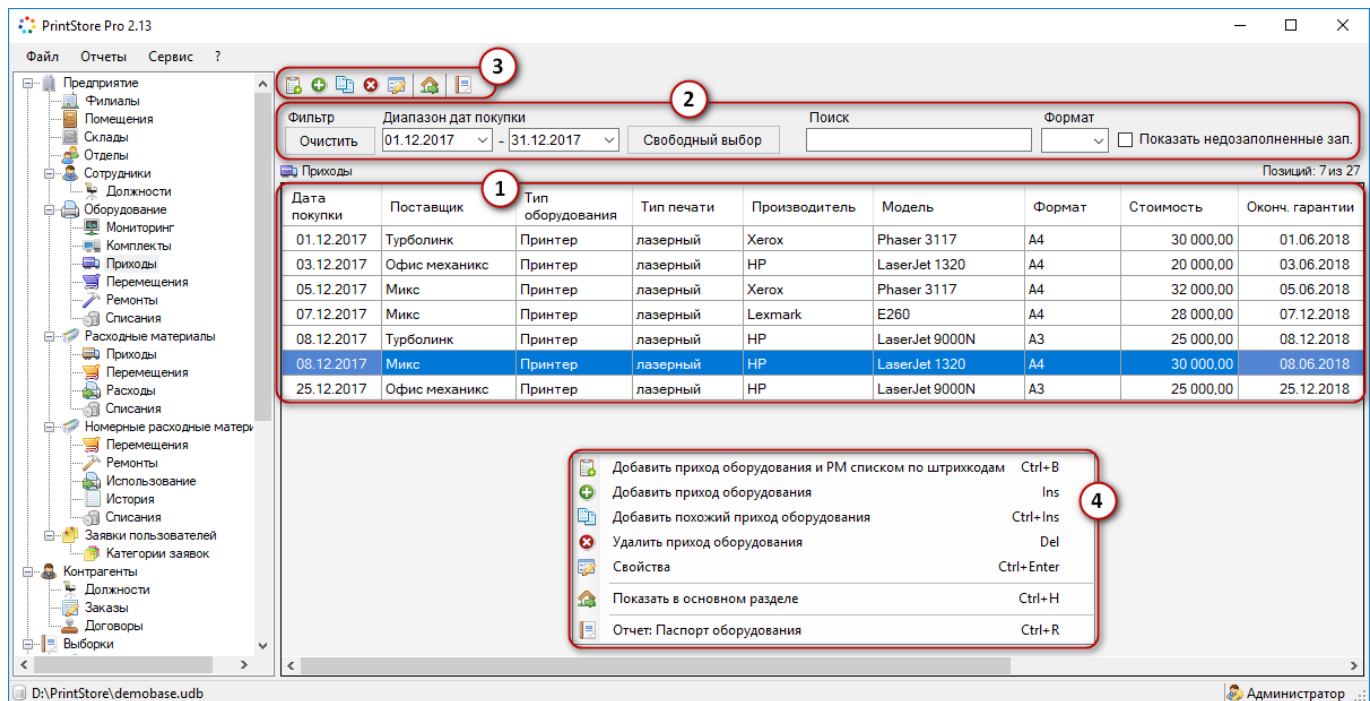 PrintStore Pro 2.13
Файл Отчеты Сервис ?
Предприятие
Филиалы
Помещения
Склады
Отделы
Сотрудники
Должности
Оборудование
Мониторинг
Комплекты
Приходы
Перемещения
Ремонты
Списания
Расходные материалы
Приходы
Перемещения
Расходы
Списания
Номерные расходные матери
Перемещения
Ремонты
Использование
История
Списания
Заявки пользователей
Категории заявок
Контрагенты
Должности
Заказы
Договоры
Выборки
3
2
Фильтр Диапазон дат покупки Поиск Формат
Очистить 01.12.2017 - 31.12.2017 Свободный выбор Показать недозаполненные зап.
Приходы Позиций: 7 из 27
1
Дата покупки Поставщик Тип оборудования Тип печати Производитель Модель Формат Стоимость Оконч. гарантии
01.12.2017 Турболинк Принтер лазерный Xerox Phaser 3117 A4 30 000,00 01.06.2018
03.12.2017 Офис механикс Принтер лазерный HP LaserJet 1320 A4 20 000,00 03.06.2018
05.12.2017 Микс Принтер лазерный Xerox Phaser 3117 A4 32 000,00 05.06.2018
07.12.2017 Микс Принтер лазерный Lexmark E260 A4 28 000,00 07.12.2018
08.12.2017 Турболинк Принтер лазерный HP LaserJet 9000N A3 25 000,00 08.12.2018
08.12.2017 Микс Принтер лазерный HP LaserJet 1320 A4 30 000,00 08.06.2018
25.12.2017 Офис механикс Принтер лазерный HP LaserJet 9000N A3 25 000,00 25.12.2018
Добавить приход оборудования и РМ списком по штрихкодам Ctrl+B
Добавить приход оборудования Ins
4
Добавить похожий приход оборудования Ctrl+Ins
Удалить приход оборудования Del
Свойства Ctrl+Enter
Показать в основном разделе Ctrl+H
Отчет: Паспорт оборудования Ctrl+R
D:\PrintStore\demobase.udb Администратор